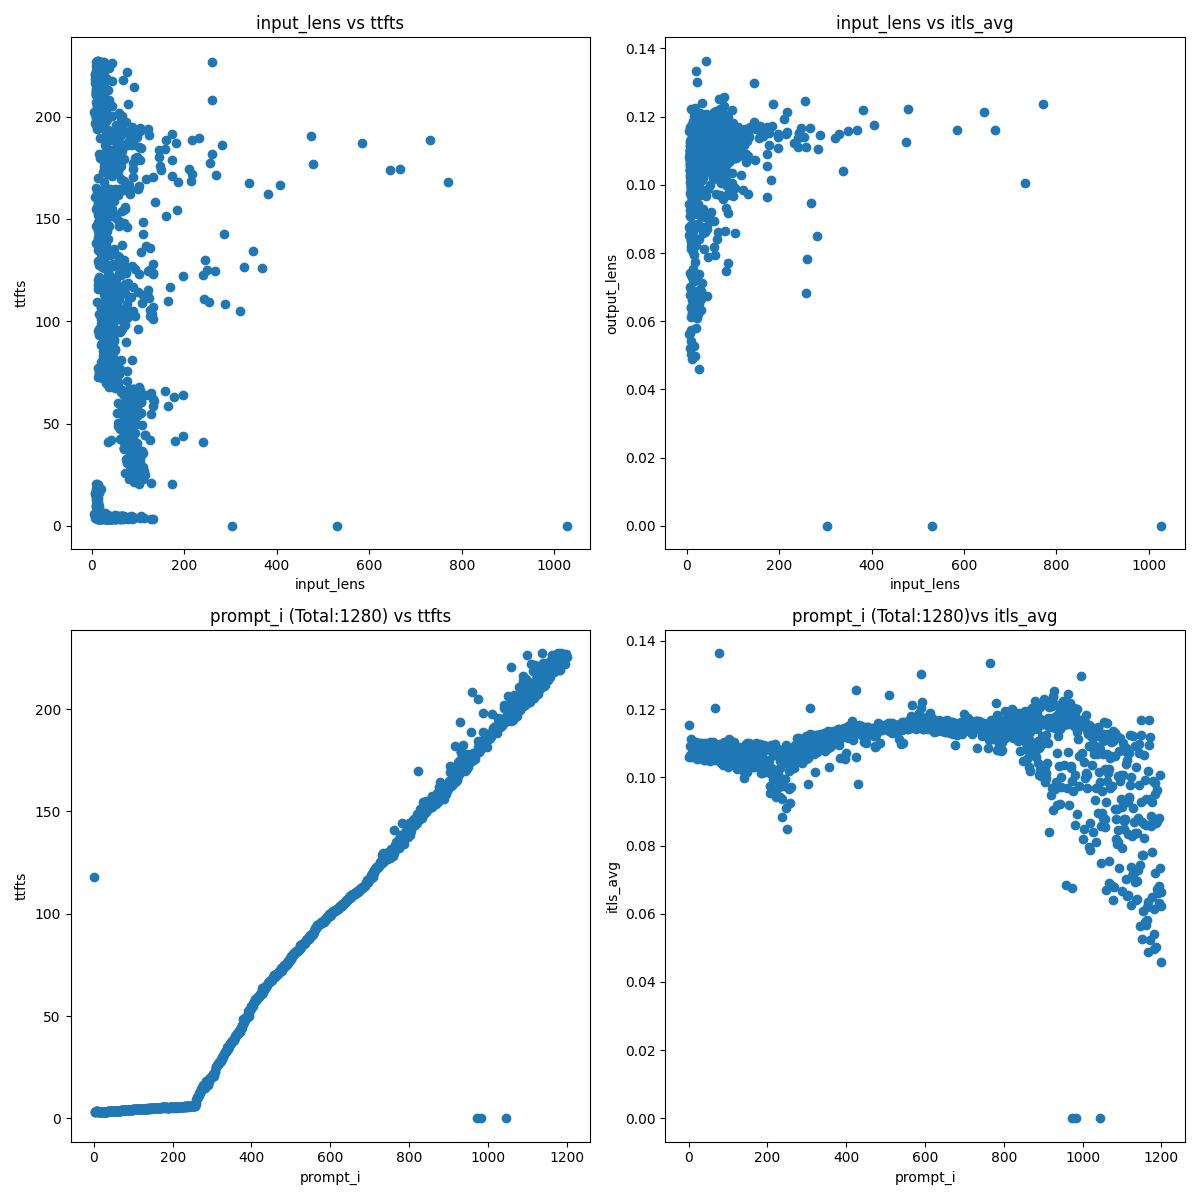 input_lens vs ttfts
input_lens vs itls_avg
0.14
200
0.12
150
0.10
0.08
ttfts
output_lens
100
0.06
0.04
50
0.02
0
0.00
0 200 400 600 800 1000
0 200 400 600 800 1000
input_lens
input_lens
prompt_i (Total:1280) vs ttfts
prompt_i (Total:1280)vs itls_avg
0.14
200
0.12
150
0.10
0.08
ttfts
itls_avg
100
0.06
0.04
50
0.02
0
0.00
0 200 400 600 800 1000 1200
0 200 400 600 800 1000 1200
prompt_i
prompt_i